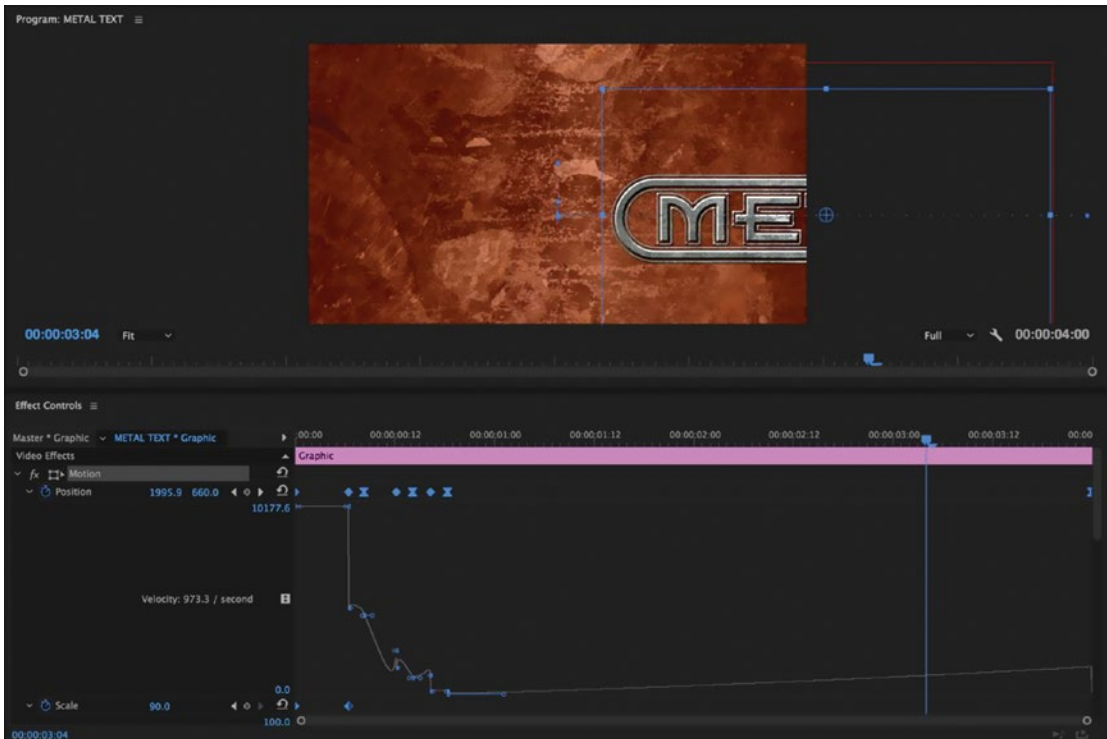 Program: METAL TEXT
ME
00:00:03:04 Fit Full 00:00:04:00
Effect Controls
Master * Graphic METAL TEXT * Graphic :00:00 00:00:00:12 00:00:01:00 00:00:01:12 00:00:02:00 00:00:02:12 00:00:03:00 00:00:03:12 00:00
Video Effects Graphic
fx Motion
Position 1995.9 660.0
10177.6
Velocity: 973.3 / second
0.0
Scale 90.0
100.0
00:00:03:04